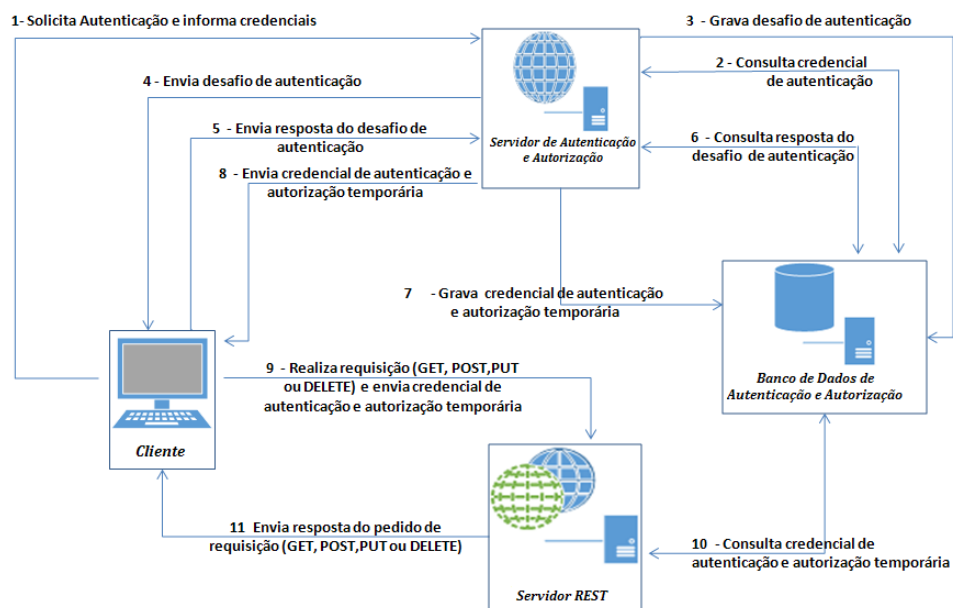 1- Solicita Autenticação e informa credenciais
3 - Grava desafio de autenticação
2 - Consulta credencial
de autenticação
4 - Envia desafio de autenticação
5 - Envia resposta do desafio de
autenticação
6 - Consulta resposta do
desafio de autenticação
Servidor de Autenticação
e Autorização
8 - Envia credencial de autenticação e
autorização temporária
7 - Grava credencial de autenticação
e autorização temporária
9 - Realiza requisição (GET, POST,PUT
ou DELETE) e envia credencial de
autenticação e autorização temporária
Banco de Dados de
Autenticação e Autorização
Cliente
11 Envia resposta do pedido de
requisição (GET, POST,PUT ou DELETE)
10 - Consulta credencial de
autenticação e autorização temporária
Servidor REST